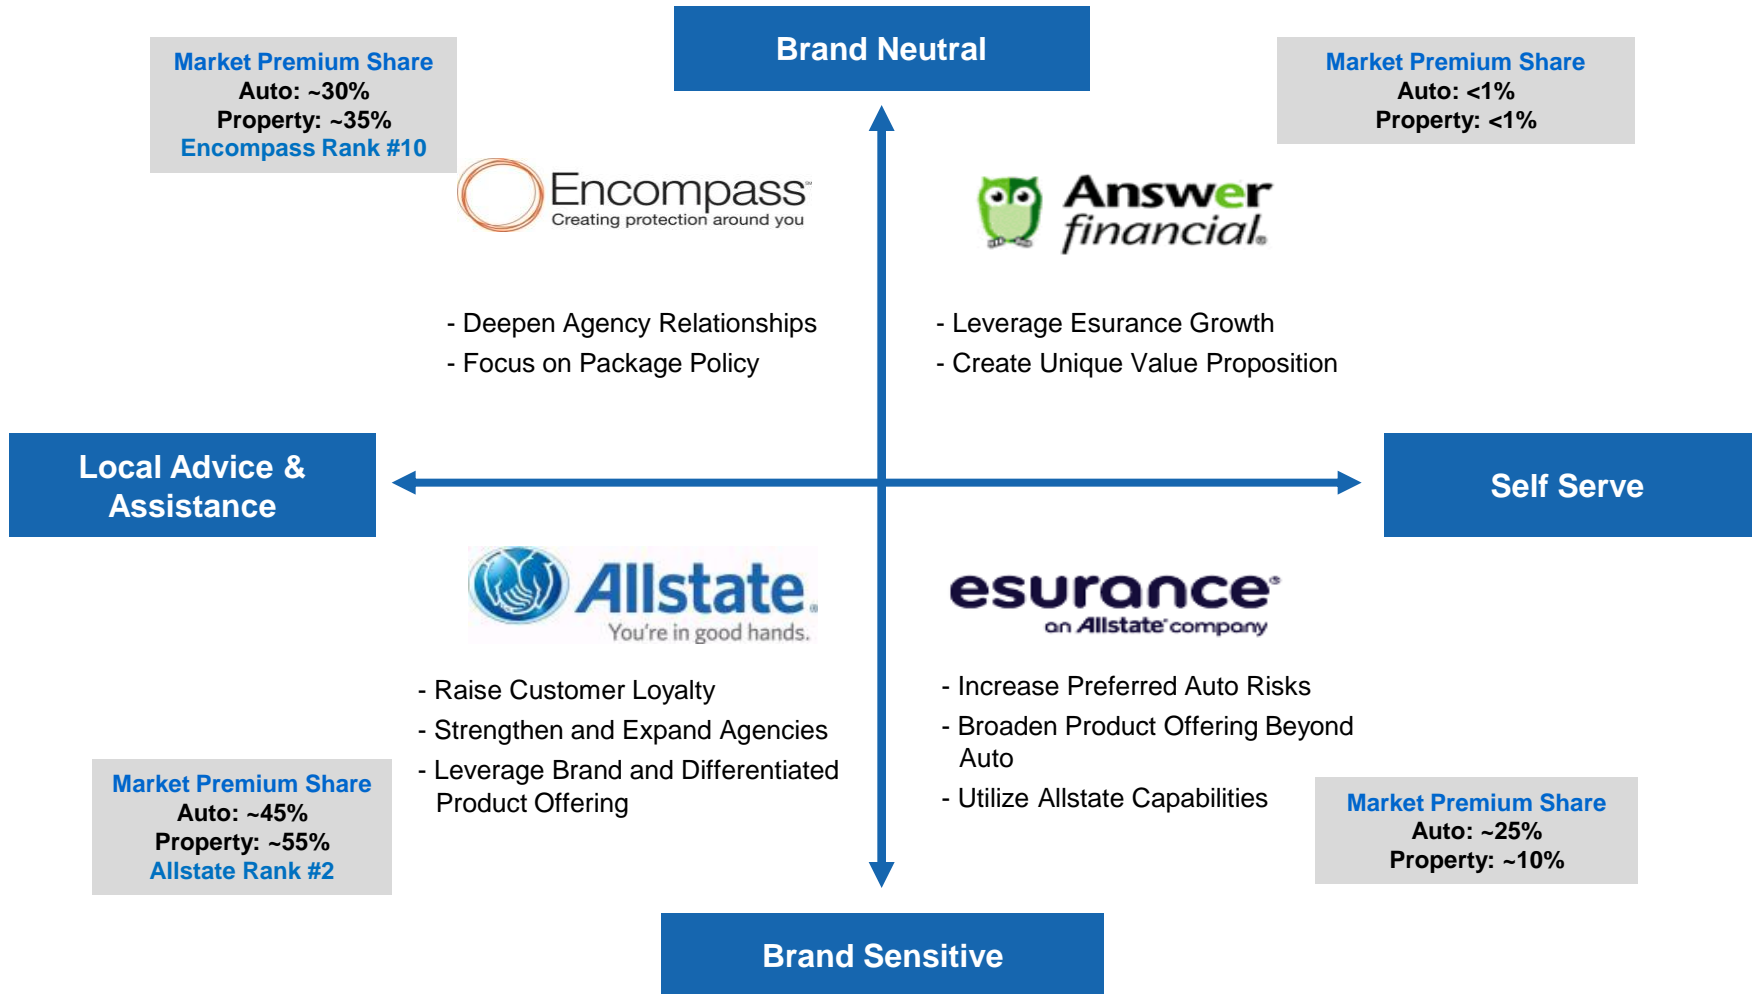 Brand Neutral
Market Premium Share
Auto: ~30%
Property: ~35%
Encompass Rank #10
Market Premium Share
Auto: <1%
Property: <1%
Encompass
Creating protection around you
Answer
financial®
- Deepen Agency Relationships
- Focus on Package Policy
- Leverage Esurance Growth
- Create Unique Value Proposition
Local Advice &
Assistance
Self Serve
Allstate®
You're in good hands.
esurance®
an Allstate® company
- Raise Customer Loyalty
- Strengthen and Expand Agencies
- Leverage Brand and Differentiated
Product Offering
- Increase Preferred Auto Risks
- Broaden Product Offering Beyond
Auto
- Utilize Allstate Capabilities
Market Premium Share
Auto: ~45%
Property: ~55%
Allstate Rank #2
Market Premium Share
Auto: ~25%
Property: ~10%
Brand Sensitive